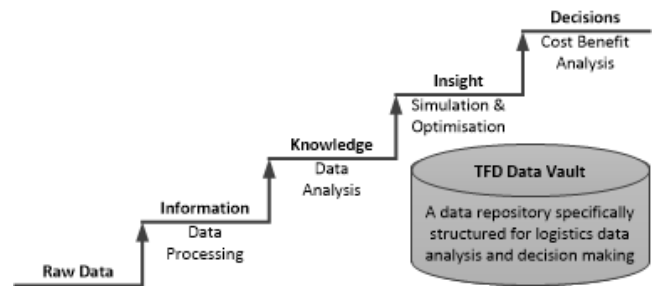 Decisions
Cost Benefit
Analysis
Insight
Simulation &
Optimisation
Knowledge
Data
Analysis
Information
Data
Processing
Raw Data
TFD Data Vault
A data repository specifically
structured for logistics data
analysis and decision making